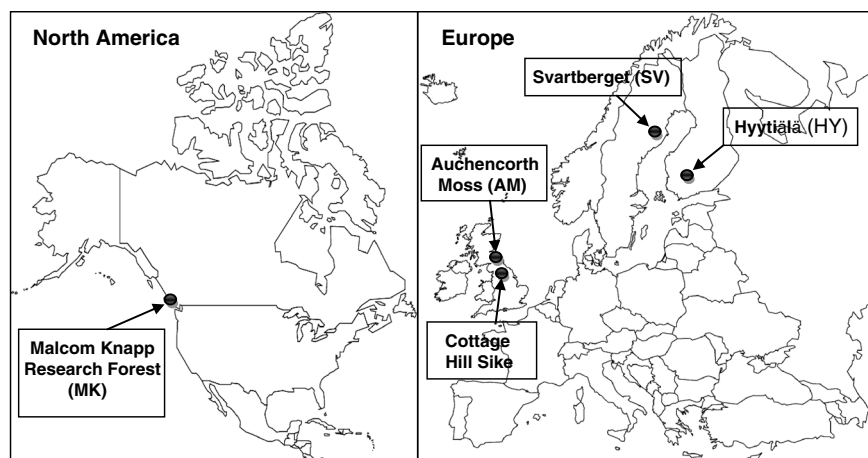 North America
Malcom Knapp
Research Forest
(MK)
Europe
Svartberget (SV)
Hyytiälä (HY)
Auchencorth
Moss (AM)
Cottage
Hill Sike